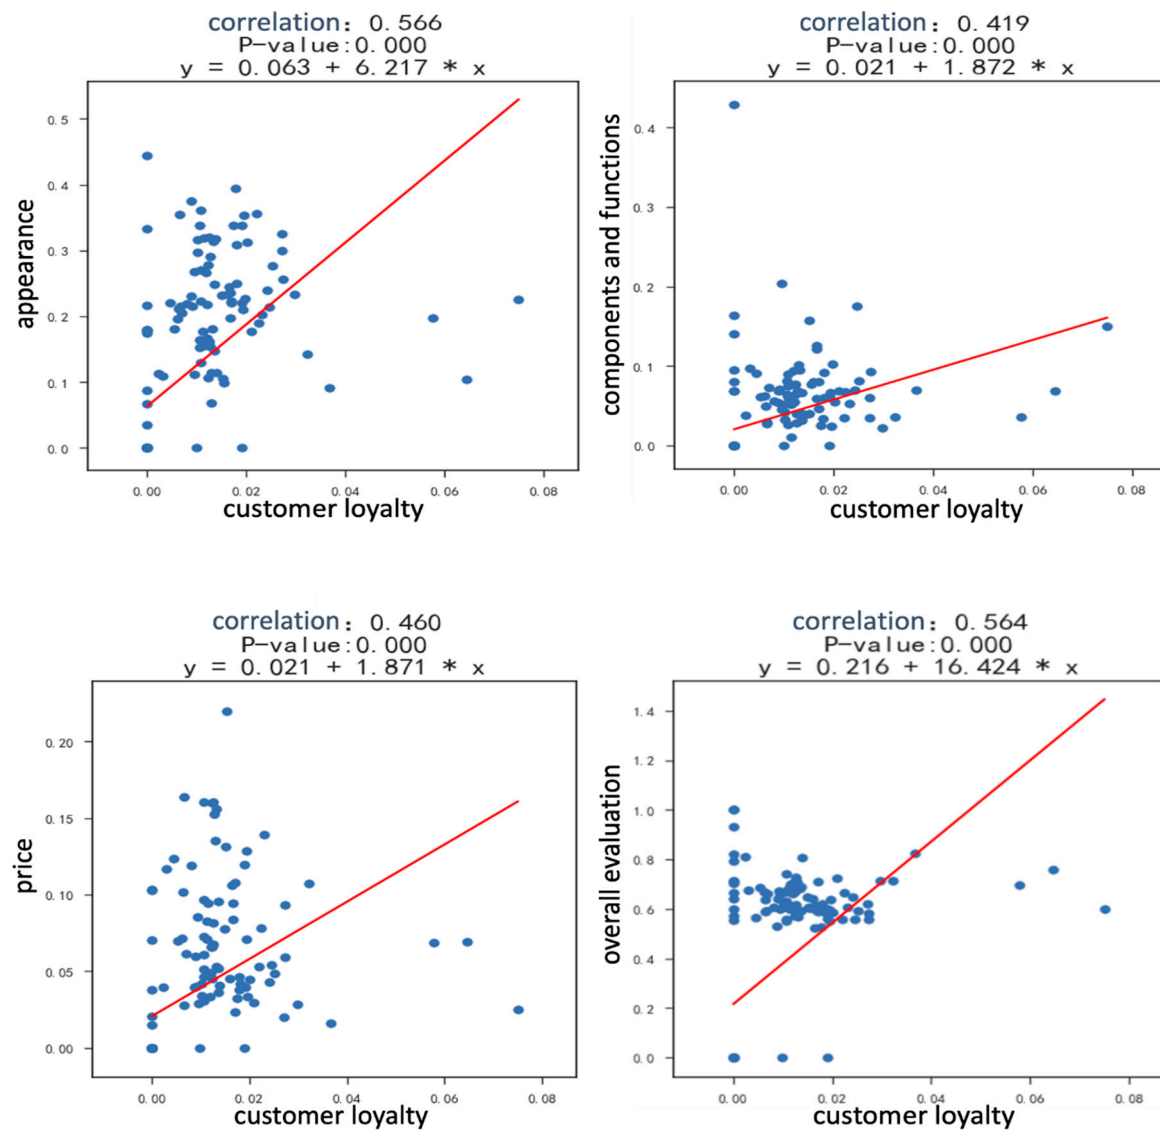 correlation: 0.566
P-value:0.000
y = 0.063 + 6.217 * x
0.5
0.4
0.3
0.2
0.1
0.0
appearance
0.00 0.02 0.04 0.06 0.08
customer loyalty
correlation: 0.419
P-value:0.000
y = 0.021 + 1.872 * x
0.4
0.3
0.2
0.1
0.0
components and functions
0.00 0.02 0.04 0.06 0.08
customer loyalty
correlation: 0.460
P-value:0.000
y = 0.021 + 1.871 * x
0.20
0.15
0.10
0.05
0.00
price
0.00 0.02 0.04 0.06 0.08
customer loyalty
correlation: 0.564
P-value:0.000
y = 0.216 + 16.424 * x
1.4
1.2
1.0
0.8
0.6
0.4
0.2
0.0
overall evaluation
0.00 0.02 0.04 0.06 0.08
customer loyalty